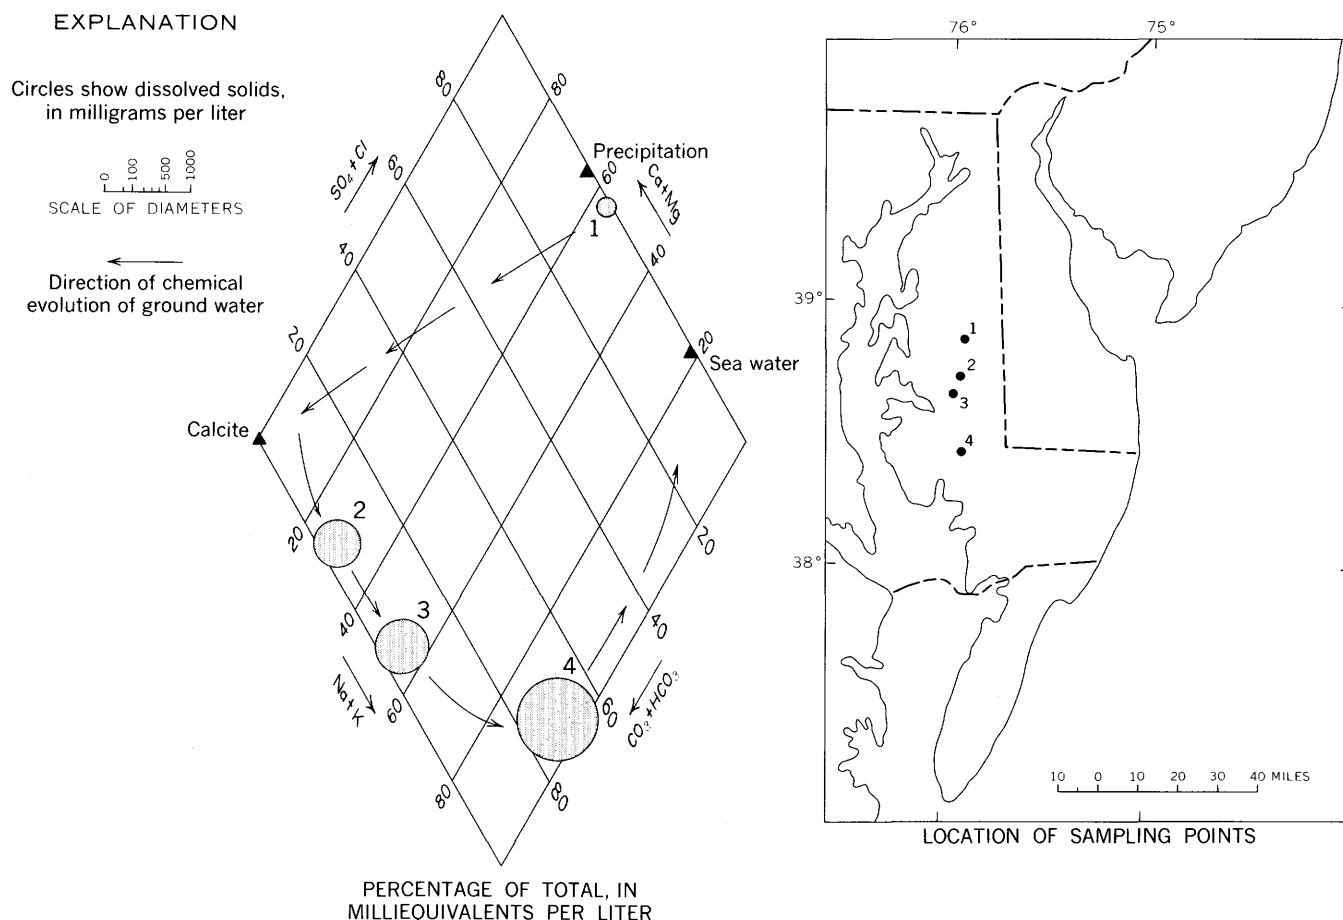 EXPLANATION
Circles show dissolved solids,
in milligrams per liter
0 100 500 1000
SCALE OF DIAMETERS
Direction of chemical
evolution of ground water
80
80
60
60
SO₄+Cl
Ca+Mg
Precipitation
1
40
40
20
20
Sea water
Calcite
20
2
20
40
3
40
Na+K
4
60
60
CO₃+HCO₃
80
80
PERCENTAGE OF TOTAL, IN
MILLIEQUIVALENTS PER LITER
76°
75°
39°
1
2
3
4
38°
10 0 10 20 30 40 MILES
LOCATION OF SAMPLING POINTS